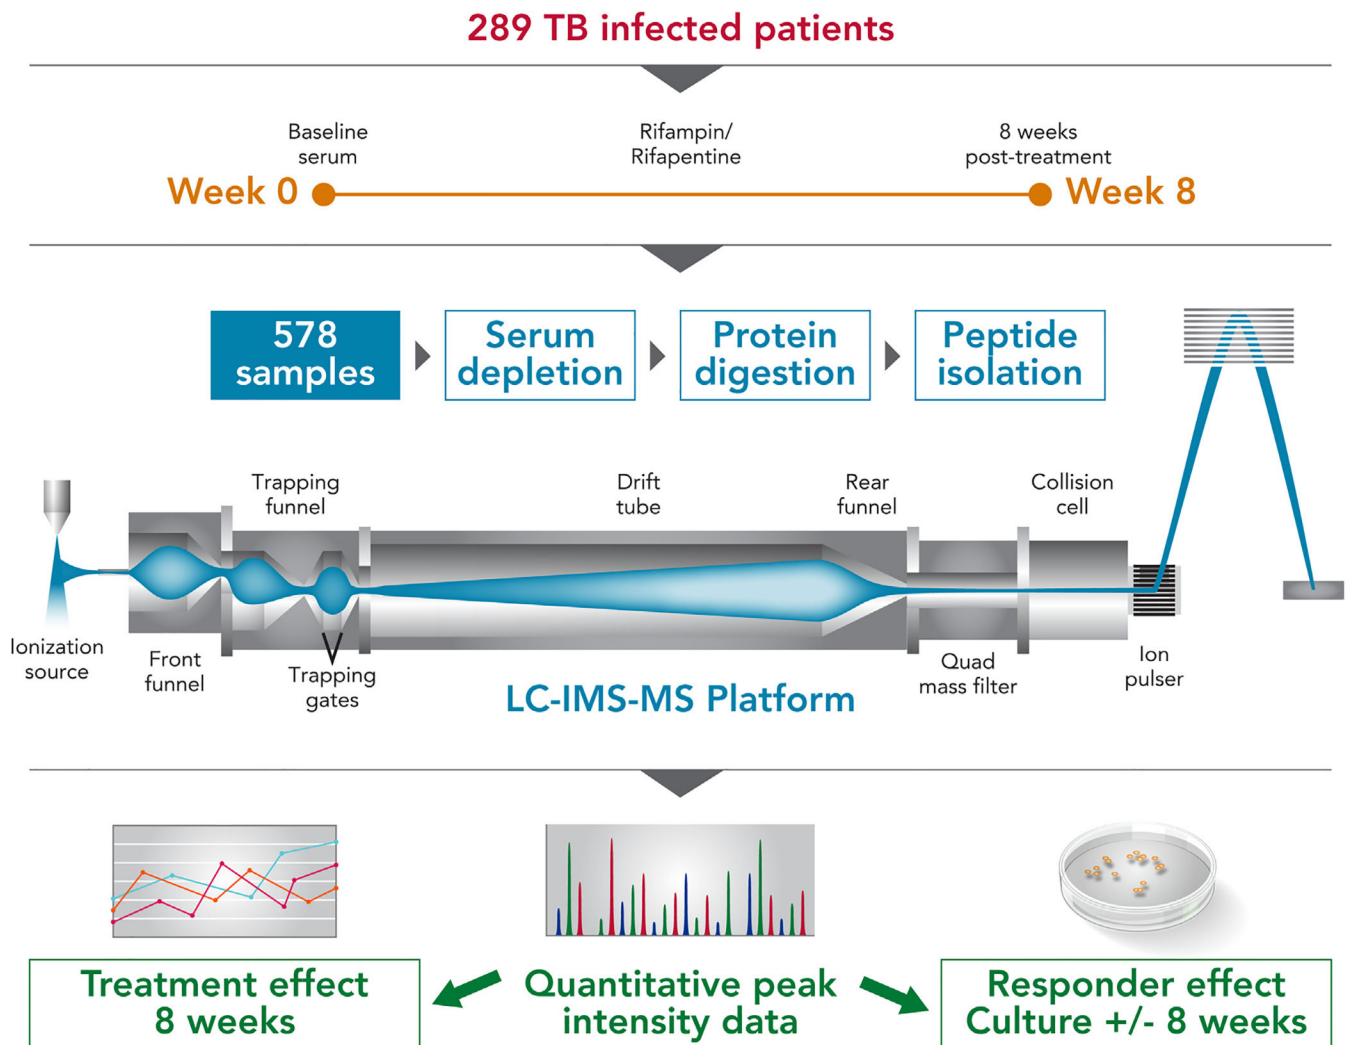 289 TB infected patients
Baseline
serum
Rifampin/
Rifapentine
8 weeks
post-treatment
Week 0
Week 8
578
samples
Serum
depletion
Protein
digestion
Peptide
isolation
Trapping
funnel
Drift
tube
Rear
funnel
Collision
cell
Ionization
source
Front
funnel
Trapping
gates
Quad
mass filter
Ion
pulser
LC-IMS-MS Platform
Treatment effect
8 weeks
Quantitative peak
intensity data
Responder effect
Culture +/- 8 weeks